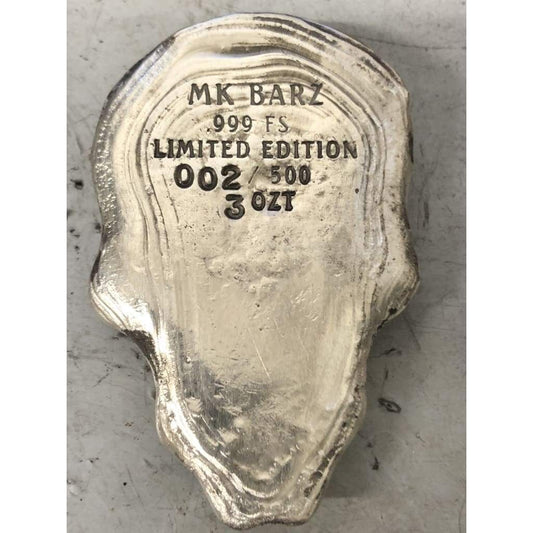 MK BARZ
.999 FS
LIMITED EDITION
002/500
3 OZT